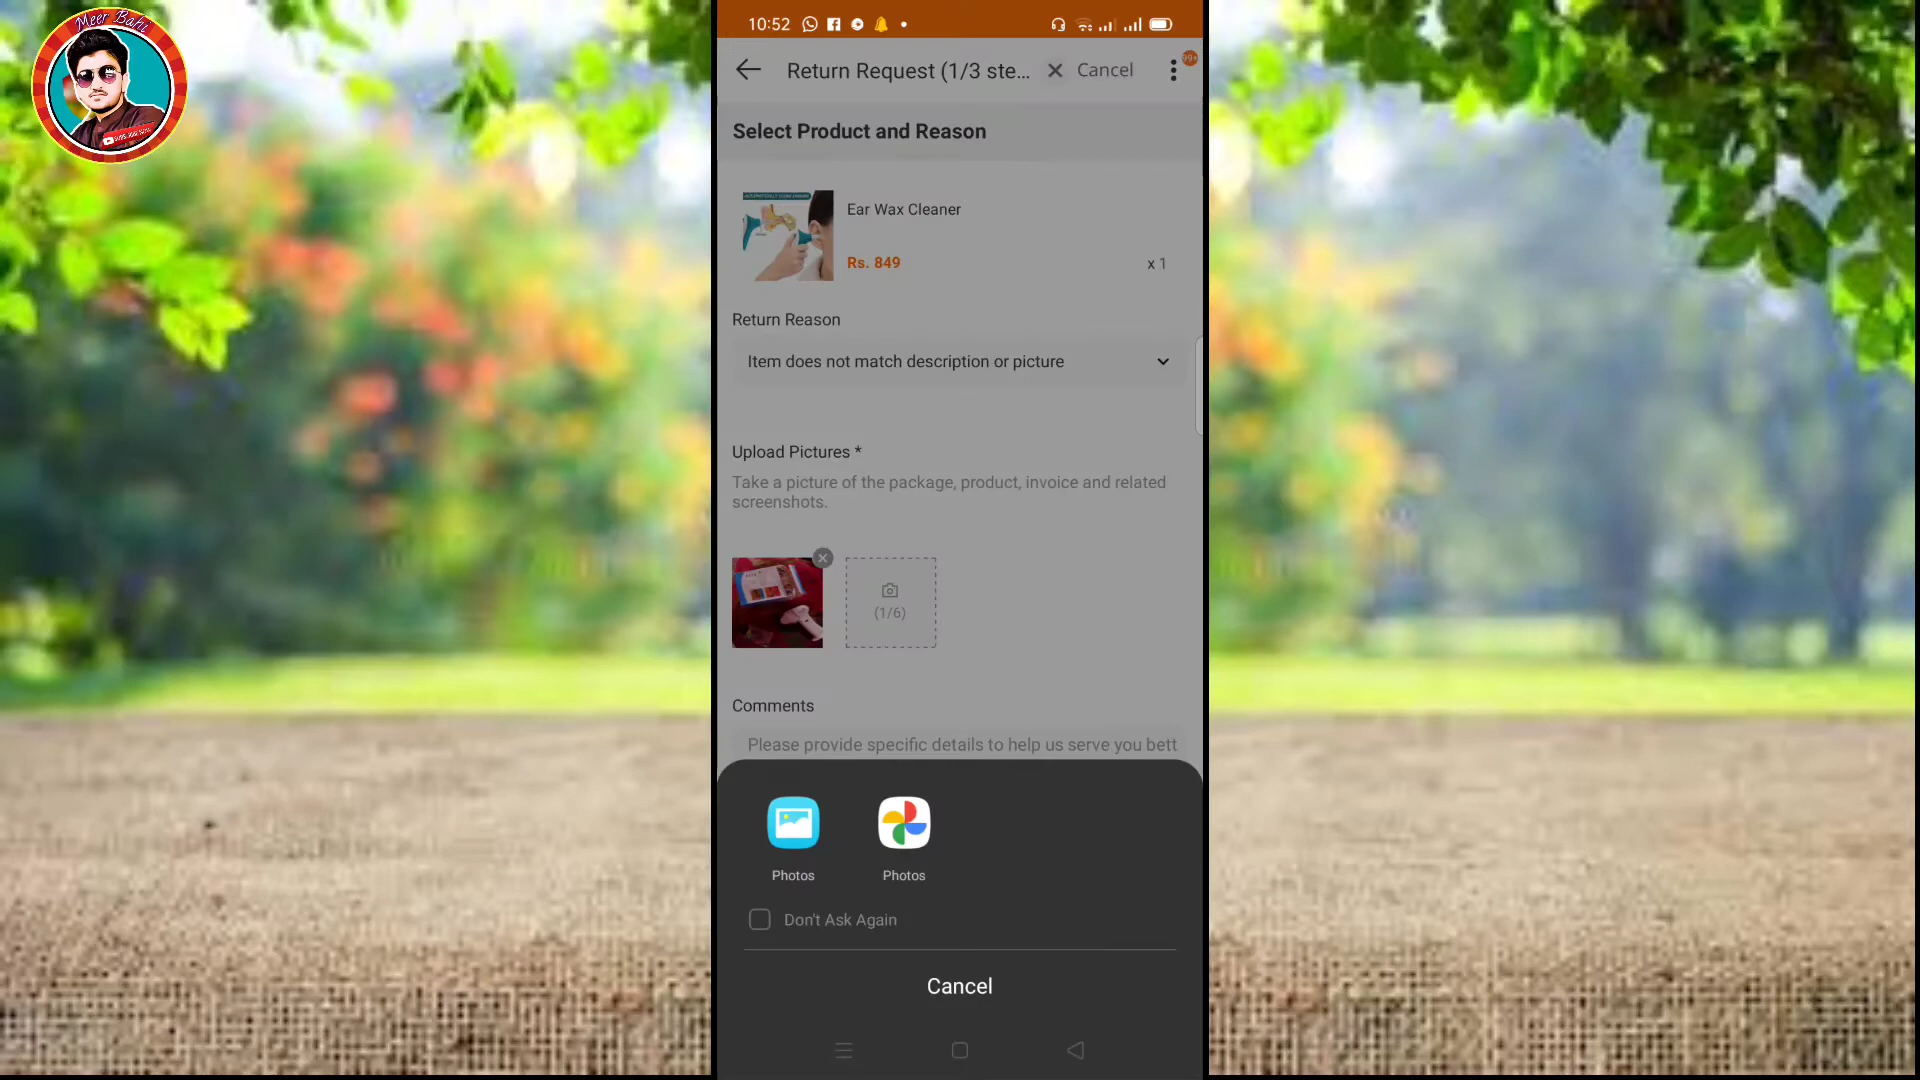 Meer Bahi
10:52
Return Request (1/3 ste...
Cancel
99+
Select Product and Reason
Ear Wax Cleaner
Rs. 849
x 1
Return Reason
Item does not match description or picture
Upload Pictures *
Take a picture of the package, product, invoice and related
screenshots.
(1/6)
Comments
Please provide specific details to help us serve you bett
Photos
Photos
Don't Ask Again
Cancel